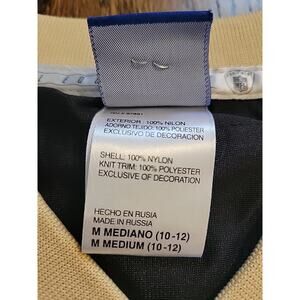 EXTERIOR: 100% NILON
ADORNO TEJIDO: 100% POLIESTER
EXCLUSIVO DE DECORACION
SHELL: 100% NYLON
KNIT TRIM: 100% POLYESTER
EXCLUSIVE OF DECORATION
HECHO EN RUSIA
MADE IN RUSSIA
M MEDIANO (10-12)
M MEDIUM (10-12)